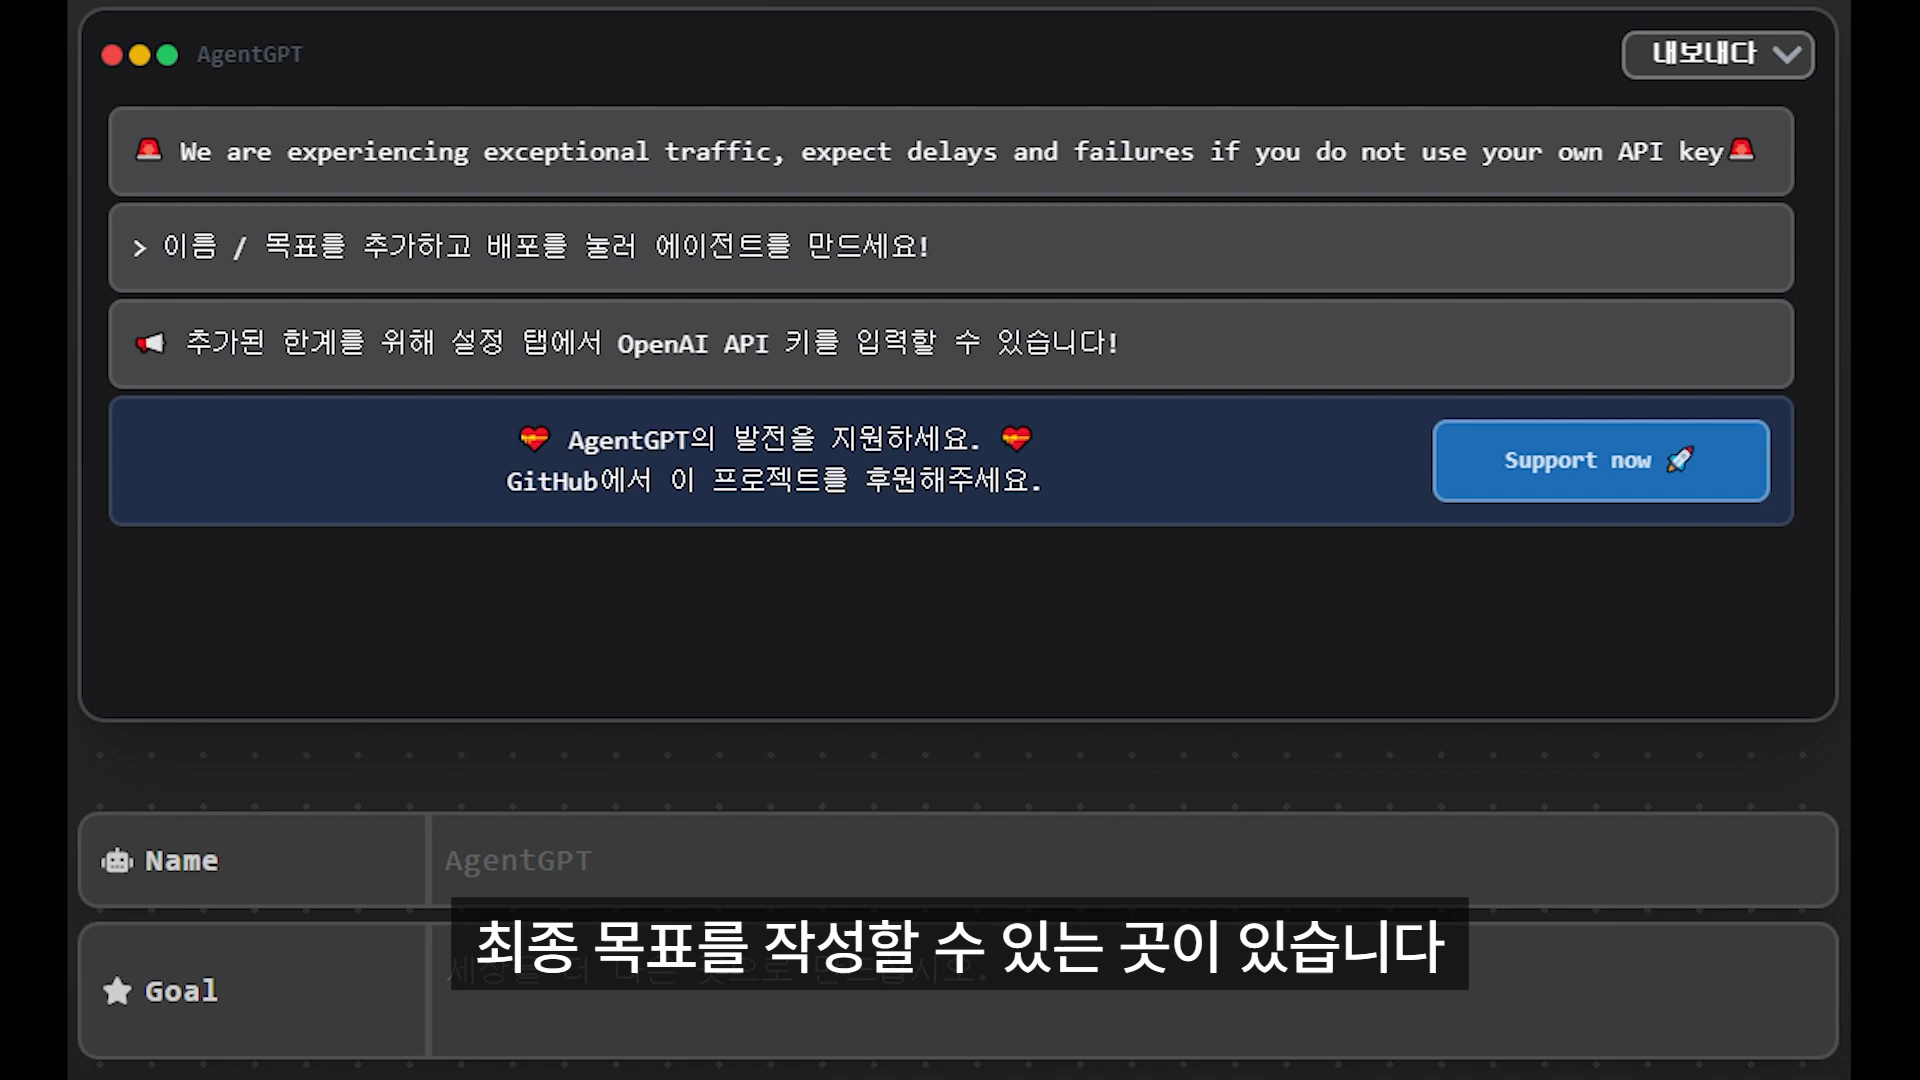 AgentGPT
내보내다
🚨 We are experiencing exceptional traffic, expect delays and failures if you do not use your own API key🚨
> 이름 / 목표를 추가하고 배포를 눌러 에이전트를 만드세요!
📢 추가된 한계를 위해 설정 탭에서 OpenAI API 키를 입력할 수 있습니다!
💝 AgentGPT의 발전을 지원하세요. 💝
GitHub에서 이 프로젝트를 후원해주세요.
Support now 🚀
Name
AgentGPT
최종 목표를 작성할 수 있는 곳이 있습니다
Goal